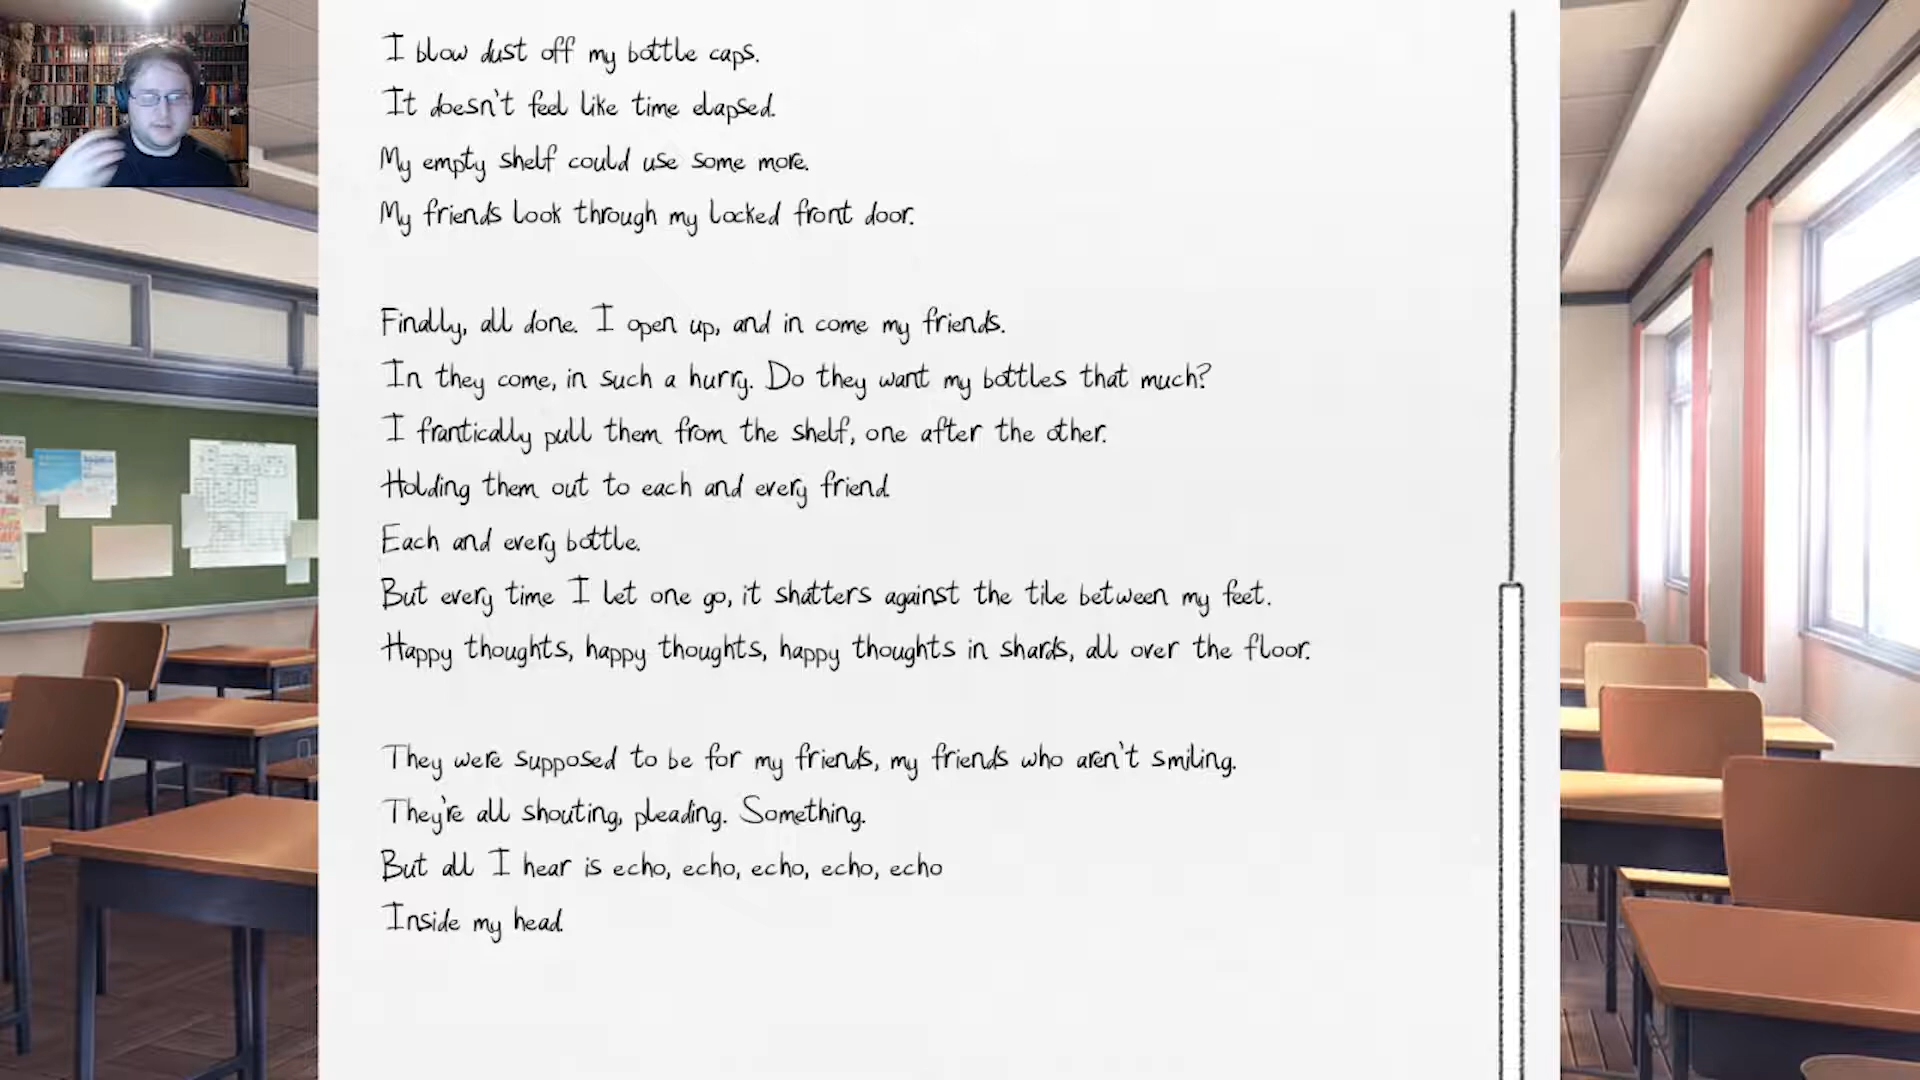 I blow dust off my bottle caps.
It doesn't feel like time elapsed.
My empty shelf could use some more.
My friends look through my locked front door.
Finally, all done. I open up, and in come my friends.
In they come, in such a hurry. Do they want my bottles that much?
I frantically pull them from the shelf, one after the other.
Holding them out to each and every friend.
Each and every bottle.
But every time I let one go, it shatters against the tile between my feet.
Happy thoughts, happy thoughts, happy thoughts in shards, all over the floor.
They were supposed to be for my friends, my friends who aren't smiling.
They're all shouting, pleading. Something.
But all I hear is echo, echo, echo, echo, echo
Inside my head.